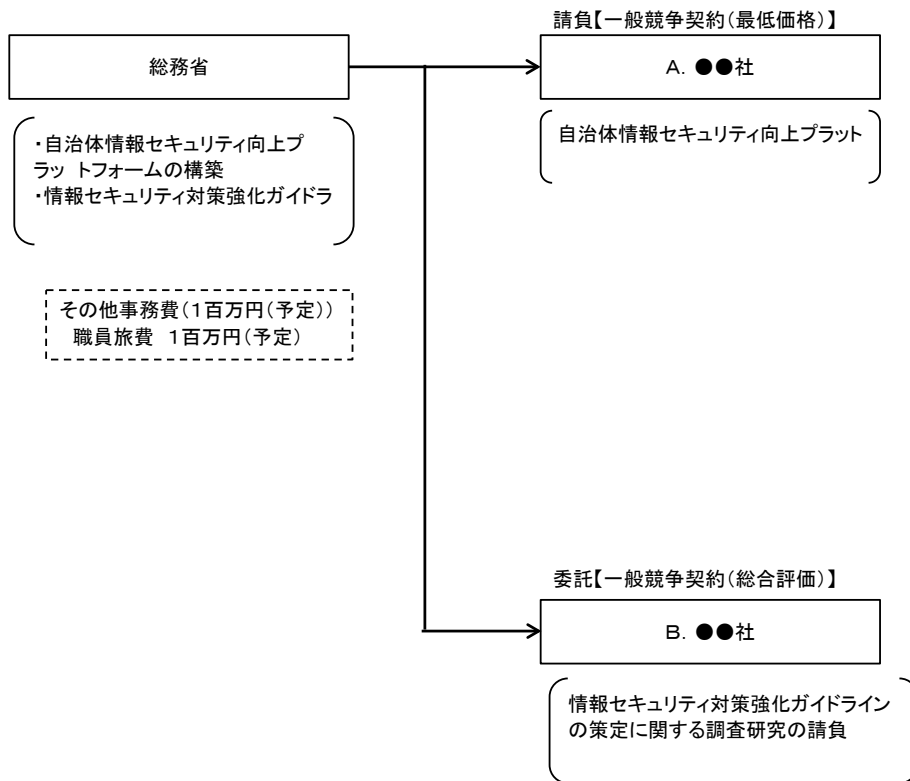 請負【一般競争契約(最低価格)】
総務省
A. ●●社
・自治体情報セキュリティ向上プ
ラッ トフォームの構築
・情報セキュリティ対策強化ガイドラ
自治体情報セキュリティ向上プラット
その他事務費(1百万円(予定))
職員旅費 1百万円(予定)
委託【一般競争契約(総合評価)】
B. ●●社
情報セキュリティ対策強化ガイドライン
の策定に関する調査研究の請負